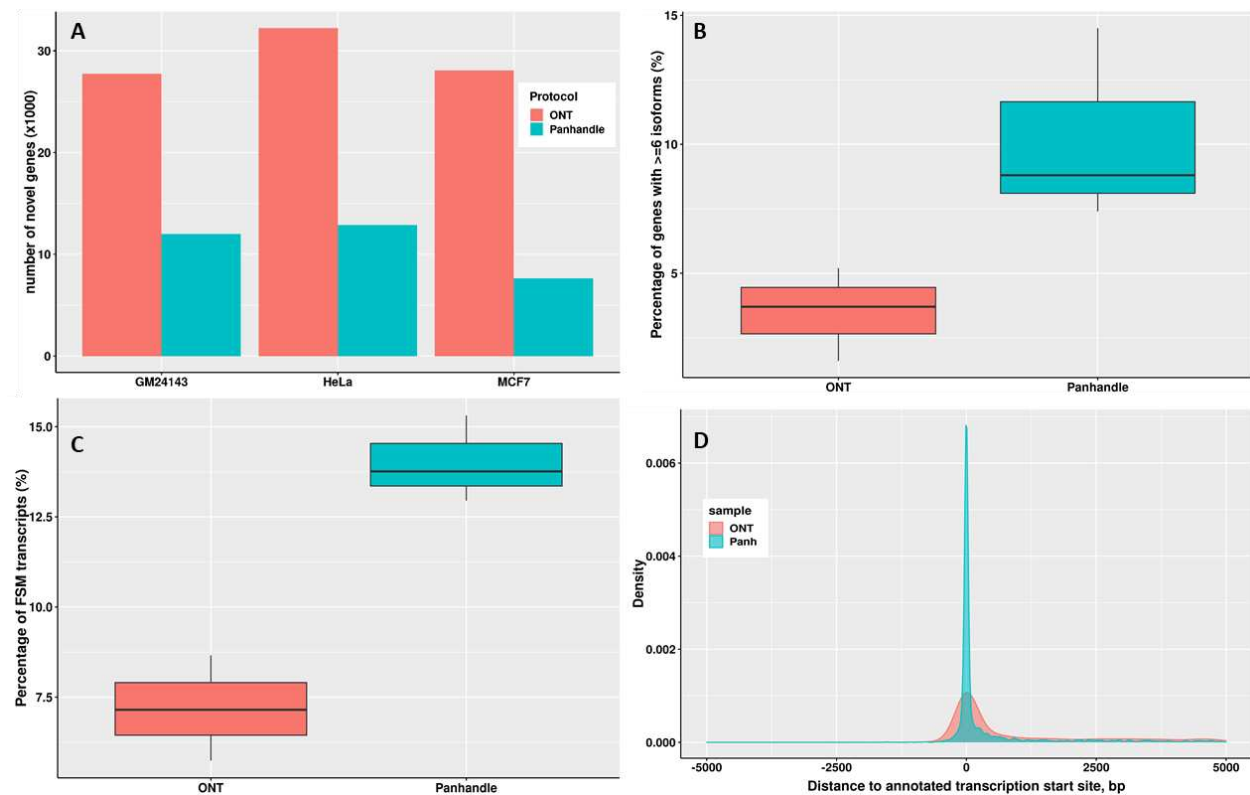 A
number of novel genes (x1000)
30
20
10
0
Protocol
ONT
Panhandle
GM24143 HeLa MCF7
B
Percentage of genes with >=6 isoforms (%)
15
10
5
ONT Panhandle
C
Percentage of FSM transcripts (%)
15.0
12.5
10.0
7.5
ONT Panhandle
D
Density
0.006
0.004
0.002
0.000
sample
ONT
Panh
-5000 -2500 0 2500 5000
Distance to annotated transcription start site, bp